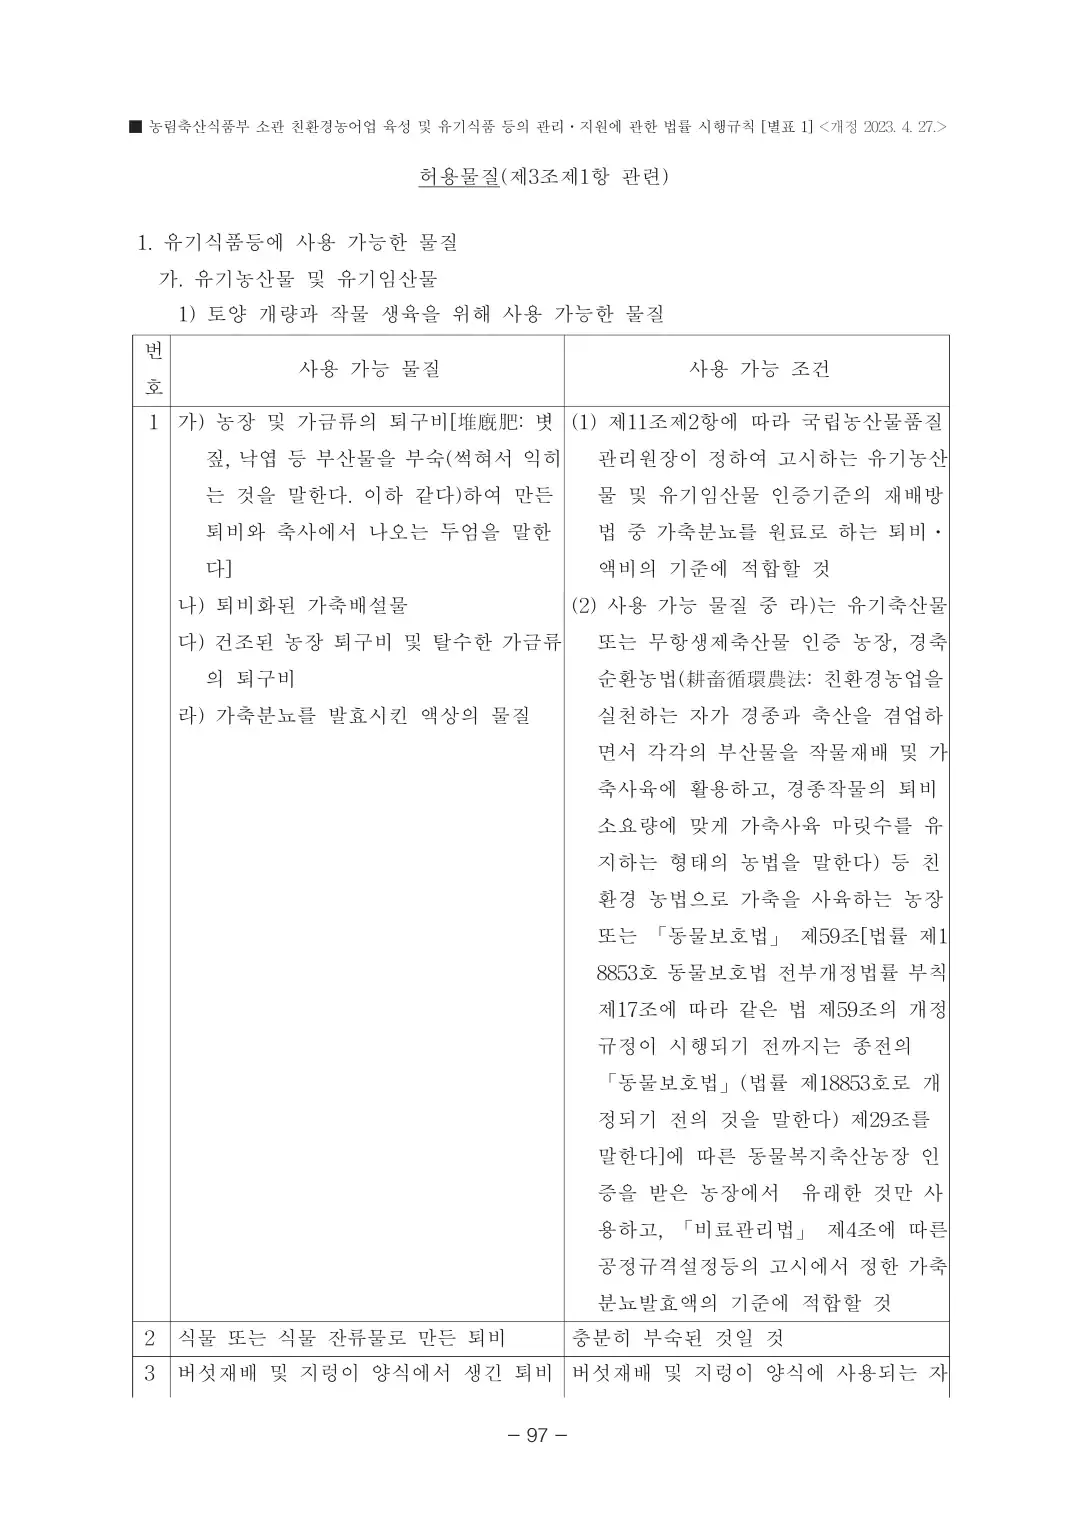 ■ 농림축산식품부 소관 친환경농어업 육성 및 유기식품 등의 관리·지원에 관한 법률 시행규칙 [별표 1] <개정 2023. 4. 27.>
허용물질(제3조제1항 관련)
1. 유기식품등에 사용 가능한 물질
가. 유기농산물 및 유기임산물
1) 토양 개량과 작물 생육을 위해 사용 가능한 물질
번
호
사용 가능 물질
사용 가능 조건
1
가) 농장 및 가금류의 퇴구비[堆廐肥: 볏
짚, 낙엽 등 부산물을 부숙(썩혀서 익히
는 것을 말한다. 이하 같다)하여 만든
퇴비와 축사에서 나오는 두엄을 말한
다]
나) 퇴비화된 가축배설물
다) 건조된 농장 퇴구비 및 탈수한 가금류
의 퇴구비
라) 가축분뇨를 발효시킨 액상의 물질
(1) 제11조제2항에 따라 국립농산물품질
관리원장이 정하여 고시하는 유기농산
물 및 유기임산물 인증기준의 재배방
법 중 가축분뇨를 원료로 하는 퇴비·
액비의 기준에 적합할 것
(2) 사용 가능 물질 중 라)는 유기축산물
또는 무항생제축산물 인증 농장, 경축
순환농법(耕畜循環農法: 친환경농업을
실천하는 자가 경종과 축산을 겸업하
면서 각각의 부산물을 작물재배 및 가
축사육에 활용하고, 경종작물의 퇴비
소요량에 맞게 가축사육 마릿수를 유
지하는 형태의 농법을 말한다) 등 친
환경 농법으로 가축을 사육하는 농장
또는 「동물보호법」 제59조[법률 제1
8853호 동물보호법 전부개정법률 부칙
제17조에 따라 같은 법 제59조의 개정
규정이 시행되기 전까지는 종전의
「동물보호법」(법률 제18853호로 개
정되기 전의 것을 말한다) 제29조를
말한다]에 따른 동물복지축산농장 인
증을 받은 농장에서 유래한 것만 사
용하고, 「비료관리법」 제4조에 따른
공정규격설정등의 고시에서 정한 가축
분뇨발효액의 기준에 적합할 것
2
식물 또는 식물 잔류물로 만든 퇴비
충분히 부숙된 것일 것
3
버섯재배 및 지렁이 양식에서 생긴 퇴비
버섯재배 및 지렁이 양식에 사용되는 자
- 97 -